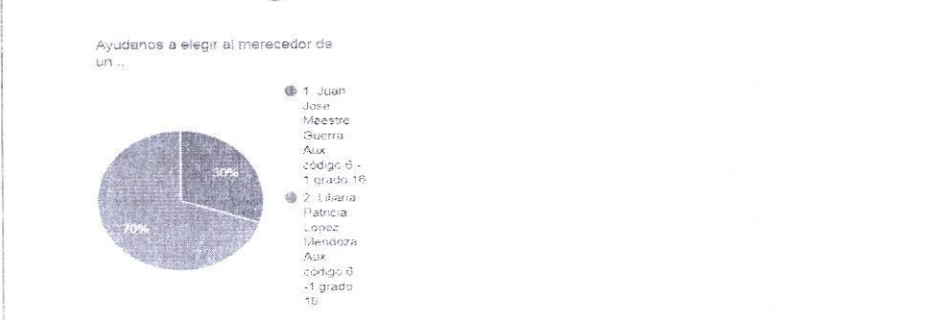 Ayudanos a elegir al merecedor de
un ...
1. Juan
Jose
Maestre
Guerra
Aux
código 6 -
1 grado 16
2. Liliana
Patricia
Lopez
Mendoza
Aux
código 6
-1 grado
16
30%
70%